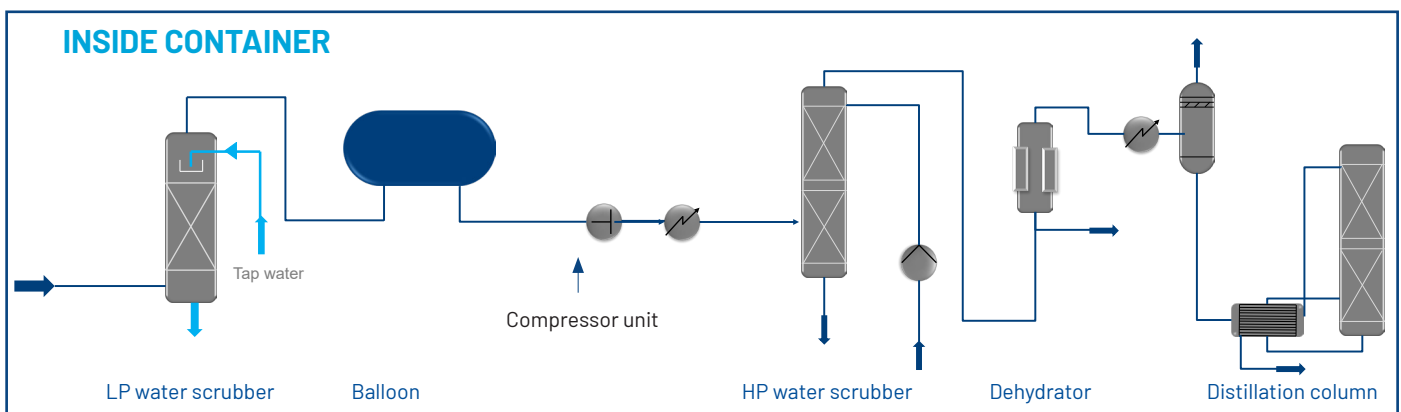 INSIDE CONTAINER
Tap water
Compressor unit
LP water scrubber
Balloon
HP water scrubber
Dehydrator
Distillation column